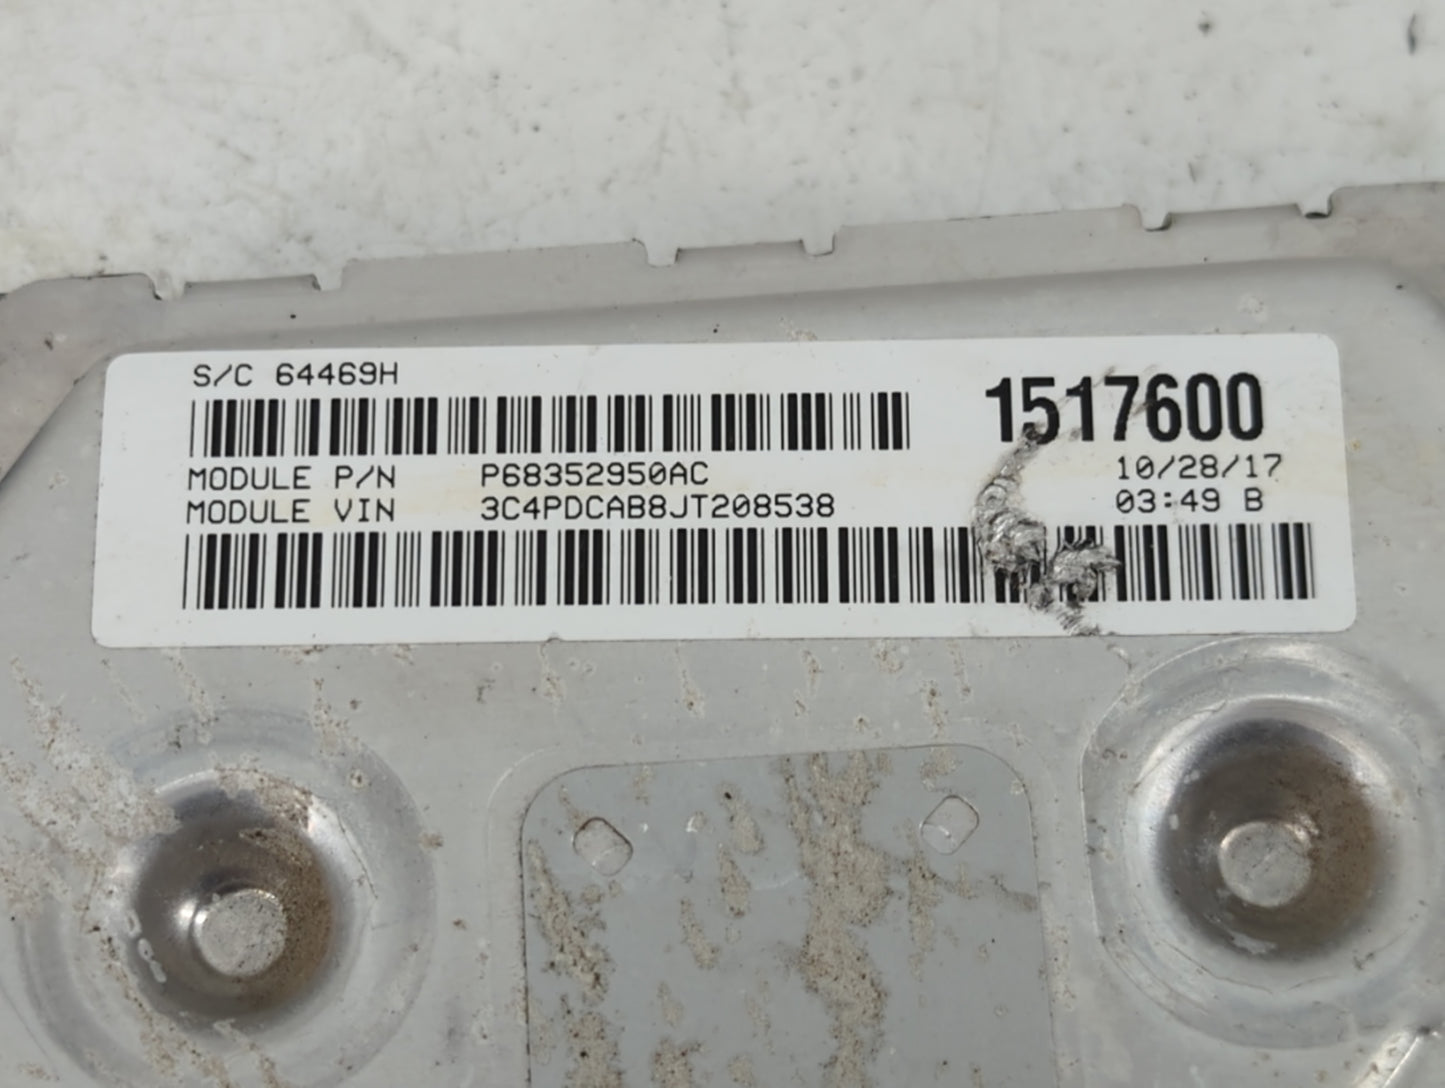 S/C 64469H
1517600
MODULE P/N P68352950AC
10/28/17
MODULE VIN 3C4PDCAB8JT208538
03:49 B